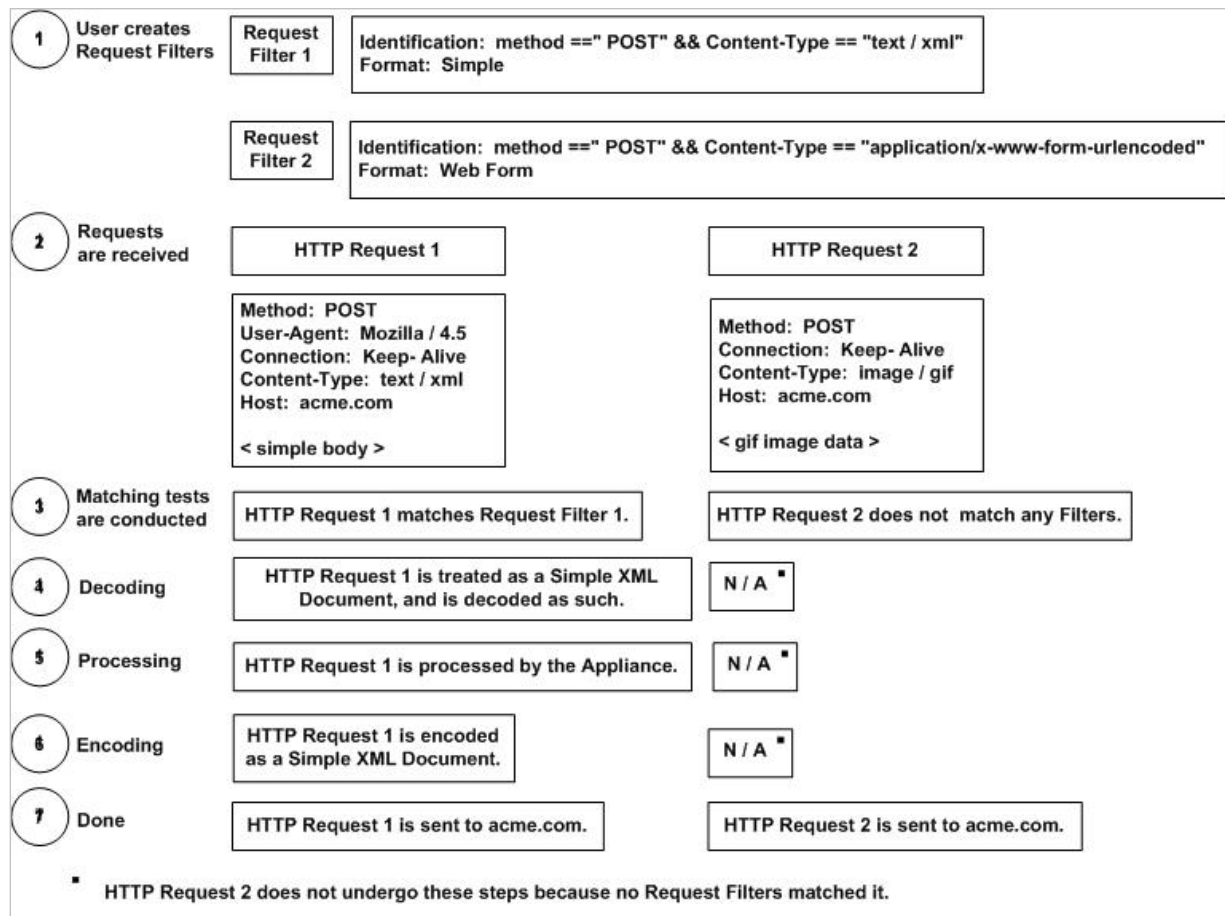 1
User creates
Request Filters
Request
Filter 1
Identification: method ==" POST" && Content-Type == "text / xml"
Format: Simple
Request
Filter 2
Identification: method ==" POST" && Content-Type == "application/x-www-form-urlencoded"
Format: Web Form
2
Requests
are received
HTTP Request 1
HTTP Request 2
Method: POST
User-Agent: Mozilla / 4.5
Connection: Keep- Alive
Content-Type: text / xml
Host: acme.com
< simple body >
Method: POST
Connection: Keep- Alive
Content-Type: image / gif
Host: acme.com
< gif image data >
3
Matching tests
are conducted
HTTP Request 1 matches Request Filter 1.
HTTP Request 2 does not match any Filters.
4
Decoding
HTTP Request 1 is treated as a Simple XML
Document, and is decoded as such.
N / A ▪
5
Processing
HTTP Request 1 is processed by the Appliance.
N / A ▪
6
Encoding
HTTP Request 1 is encoded
as a Simple XML Document.
N / A ▪
7
Done
HTTP Request 1 is sent to acme.com.
HTTP Request 2 is sent to acme.com.
▪ HTTP Request 2 does not undergo these steps because no Request Filters matched it.